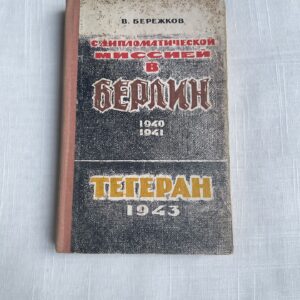 В. БЕРЕЖКОВ
С ДИПЛОМАТИЧЕСКОЙ
МИССИЕЙ
В
БЕРЛИН
1940
1941
ТЕГЕРАН
1943